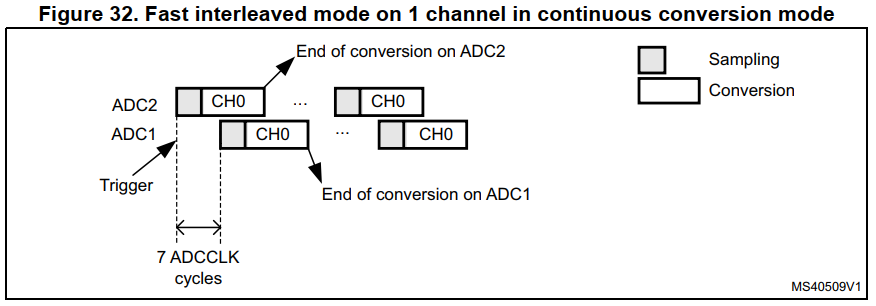 Figure 32. Fast interleaved mode on 1 channel in continuous conversion mode
End of conversion on ADC2
Sampling
Conversion
ADC2
CH0
...
CH0
ADC1
CH0
...
CH0
Trigger
End of conversion on ADC1
7 ADCCLK
cycles
MS40509V1